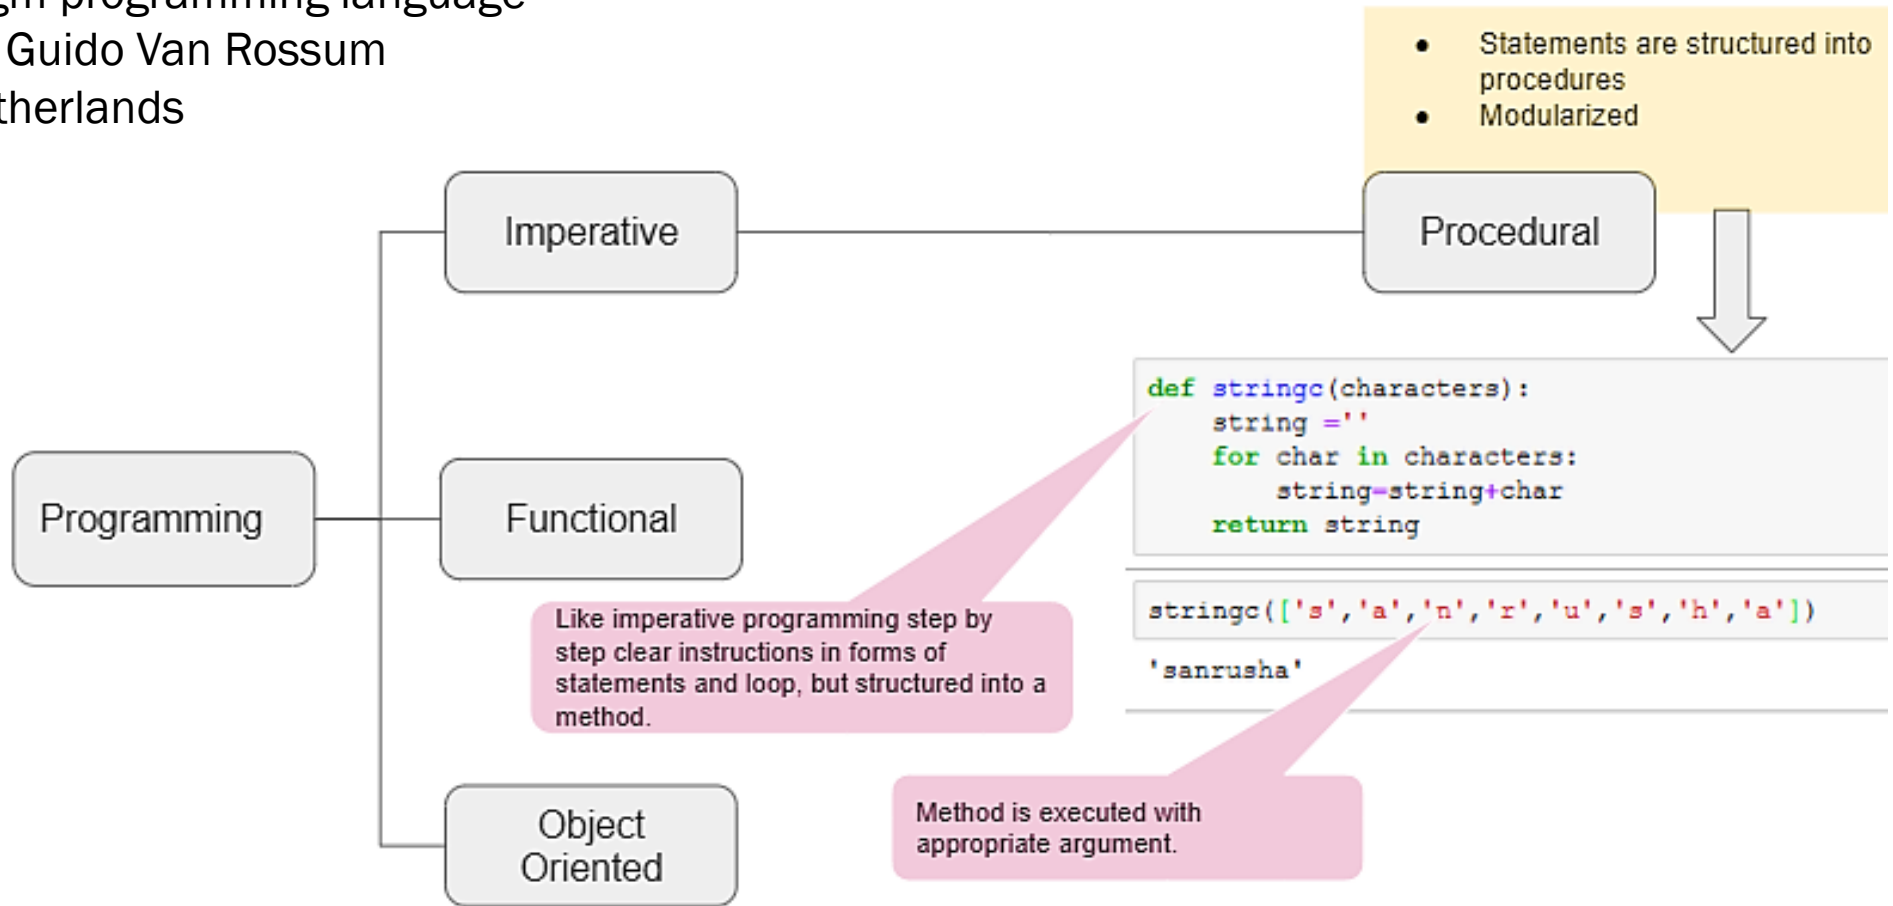 programming language
Guido Van Rossum
Statements are structured into
procedures
Modularized
Imperative
Procedural
def stringc(characters):
string =''
for char in characters:
string=string+char
return string
Programming
Functional
Like imperative programming step by
step clear instructions in forms of
statements and loop, but structured into a
method.
stringc(['s','a','n','r','u','s','h','a'])
'sanrusha'
Object
Oriented
Method is executed with
appropriate argument.